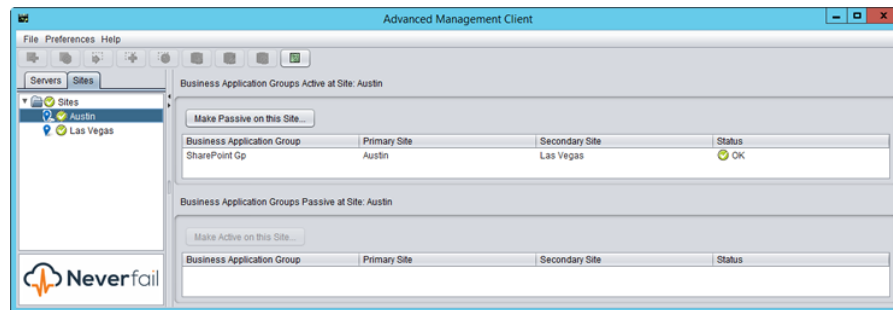 Advanced Management Client
File Preferences Help
Servers Sites
Sites
Austin
Las Vegas
Business Application Groups Active at Site: Austin
Make Passive on this Site...
Business Application Group Primary Site Secondary Site Status
SharePoint Gp Austin Las Vegas OK
Business Application Groups Passive at Site: Austin
Make Active on this Site...
Business Application Group Primary Site Secondary Site Status
Neverfail